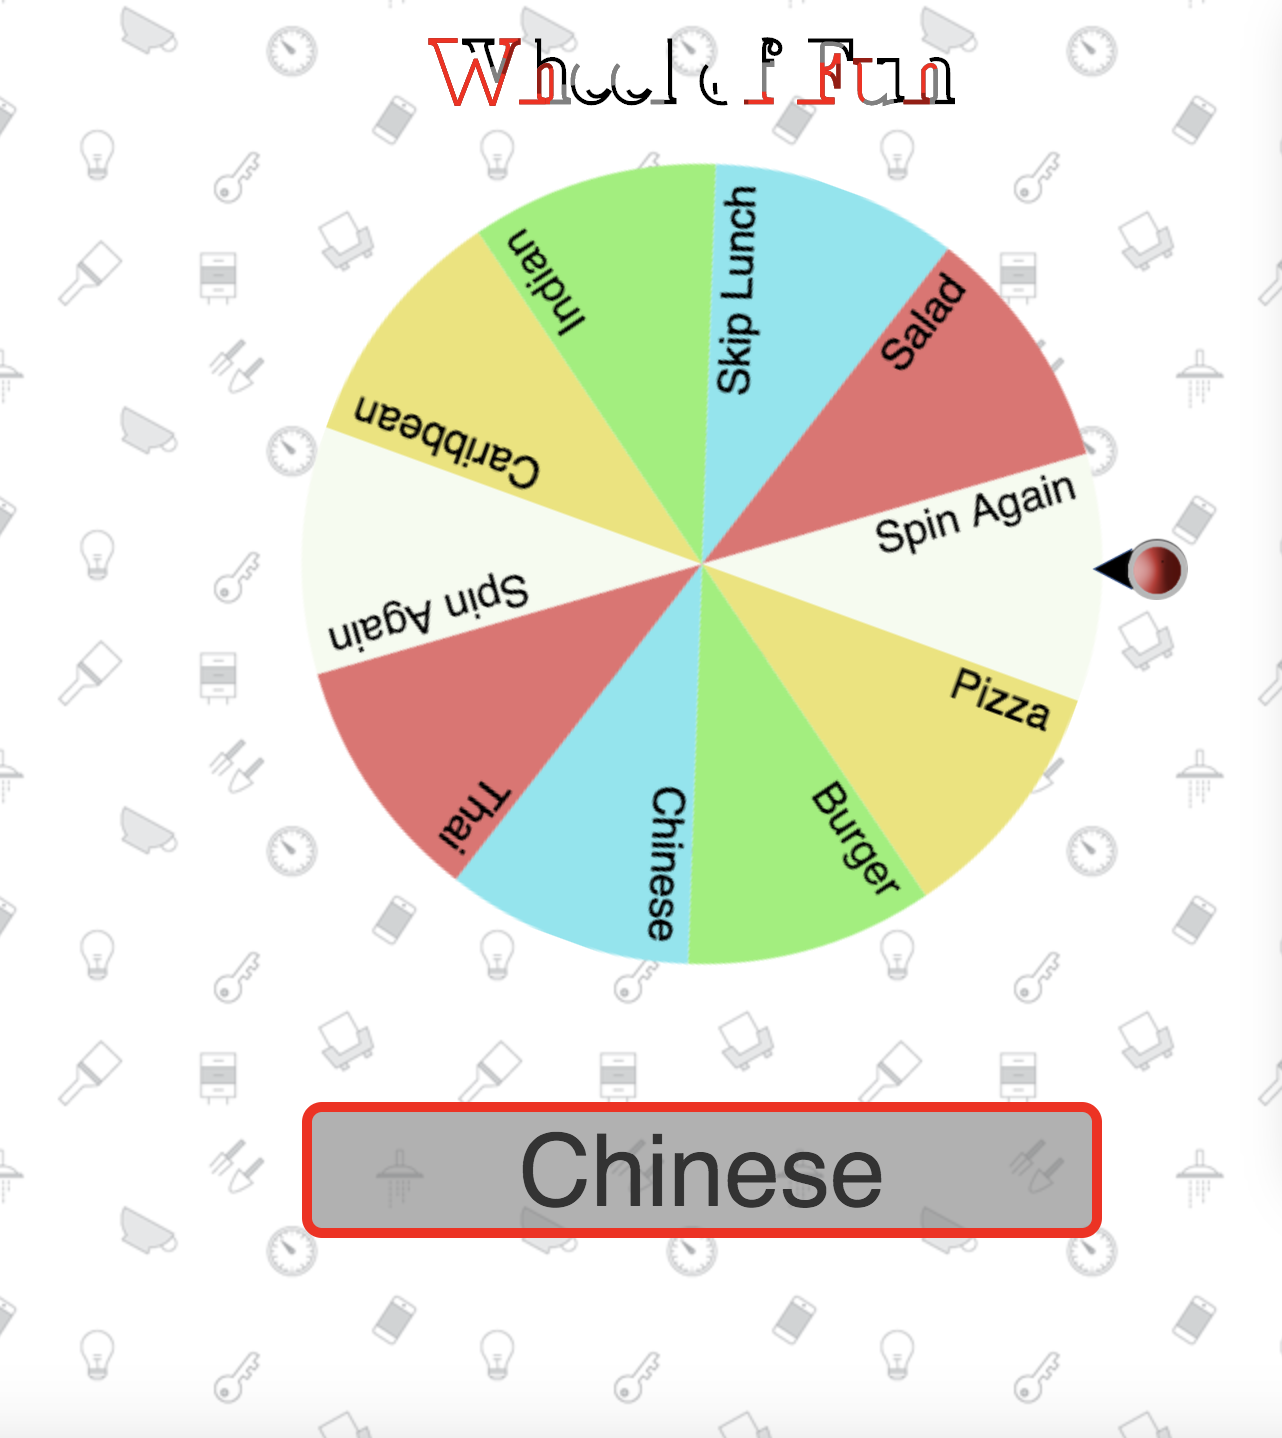 Wheel of Fun
Skip Lunch
Salad
Spin Again
Pizza
Burger
Chinese
Thai
Spin Again
Caribbean
Indian
Chinese